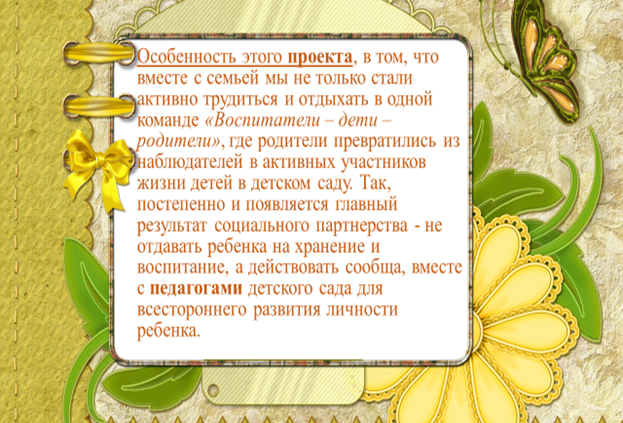 Особенность этого проекта, в том, что
вместе с семьей мы не только стали
активно трудиться и отдыхать в одной
команде «Воспитатели – дети –
родители», где родители превратились из
наблюдателей в активных участников
жизни детей в детском саду. Так,
постепенно и появляется главный
результат социального партнерства - не
отдавать ребенка на хранение и
воспитание, а действовать сообща, вместе
с педагогами детского сада для
всестороннего развития личности
ребенка.